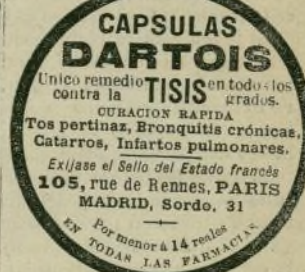 CAPSULAS
DARTOIS
Unico remedio contra la TISIS en todos los grados.
CURACION RAPIDA
Tos pertinaz, Bronquitis crónicas,
Catarros, Infartos pulmonares.
Exíjase el Sello del Estado francés
105, rue de Rennes, PARIS
MADRID, Sordo, 31
Por menor á 14 reales
EN TODAS LAS FARMACIAS